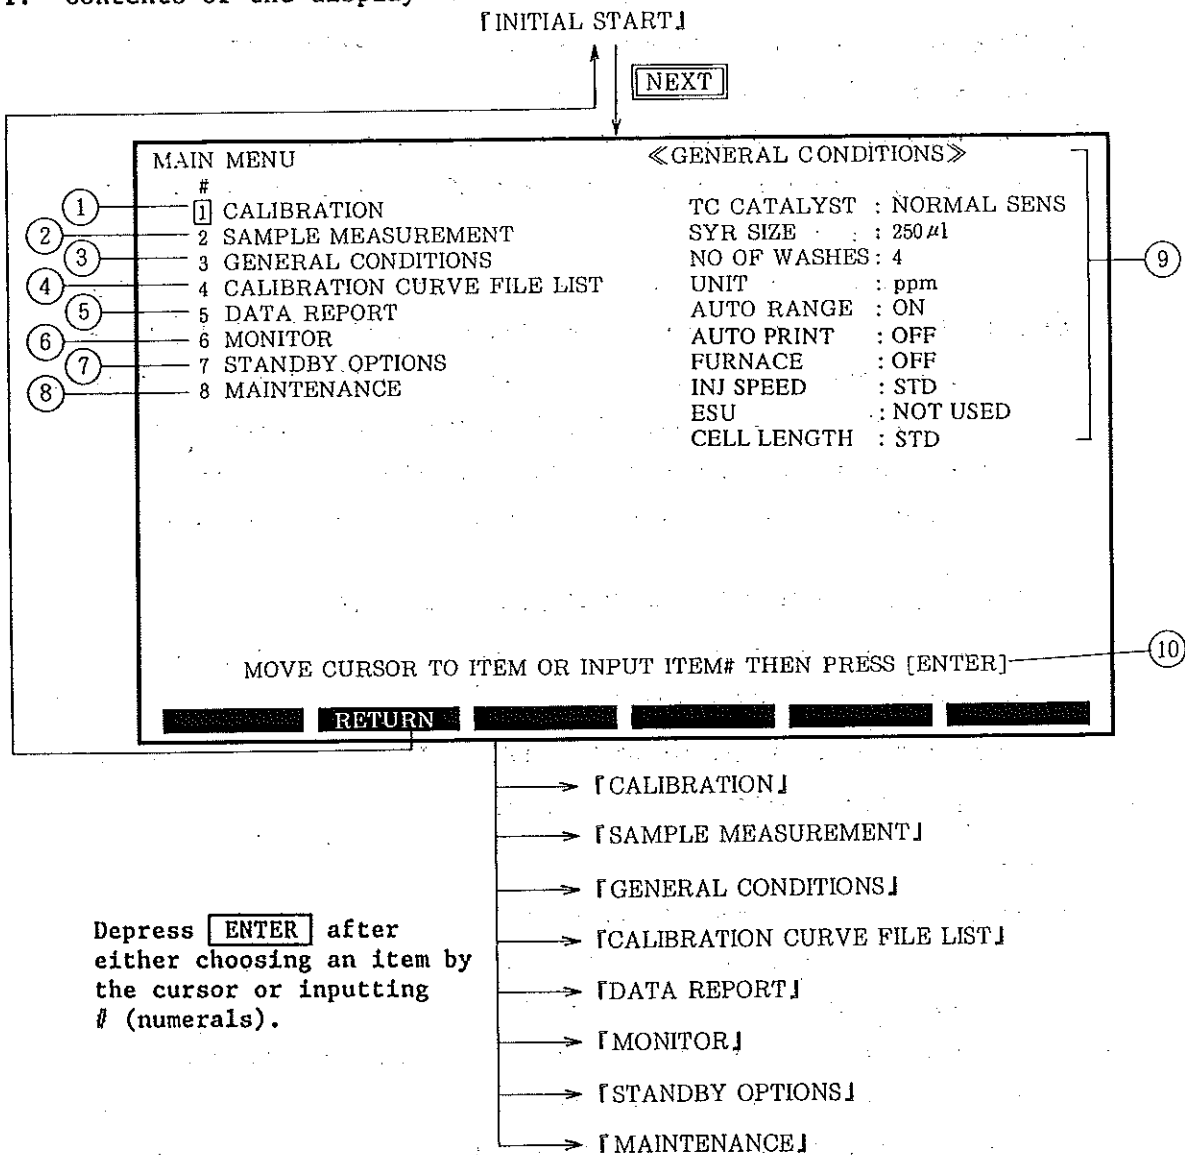 Contents of the display
「INITIAL START」
NEXT
MAIN MENU
#
1 CALIBRATION
2 SAMPLE MEASUREMENT
3 GENERAL CONDITIONS
4 CALIBRATION CURVE FILE LIST
5 DATA REPORT
6 MONITOR
7 STANDBY OPTIONS
8 MAINTENANCE
① 
②
③
④
⑤
⑥
⑦
⑧
≪GENERAL CONDITIONS≫
TC CATALYST : NORMAL SENS
SYR SIZE : 250μl
NO OF WASHES : 4
UNIT : ppm
AUTO RANGE : ON
AUTO PRINT : OFF
FURNACE : OFF
INJ SPEED : STD
ESU : NOT USED
CELL LENGTH : STD
⑨
MOVE CURSOR TO ITEM OR INPUT ITEM# THEN PRESS [ENTER]
⑩
RETURN
「CALIBRATION」
「SAMPLE MEASUREMENT」
「GENERAL CONDITIONS」
「CALIBRATION CURVE FILE LIST」
「DATA REPORT」
「MONITOR」
「STANDBY OPTIONS」
「MAINTENANCE」
Depress ENTER after
either choosing an item by
the cursor or inputting
# (numerals).